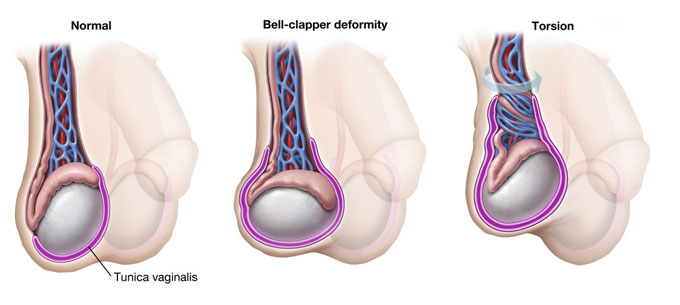 Normal
Bell-clapper deformity
Torsion
Tunica vaginalis